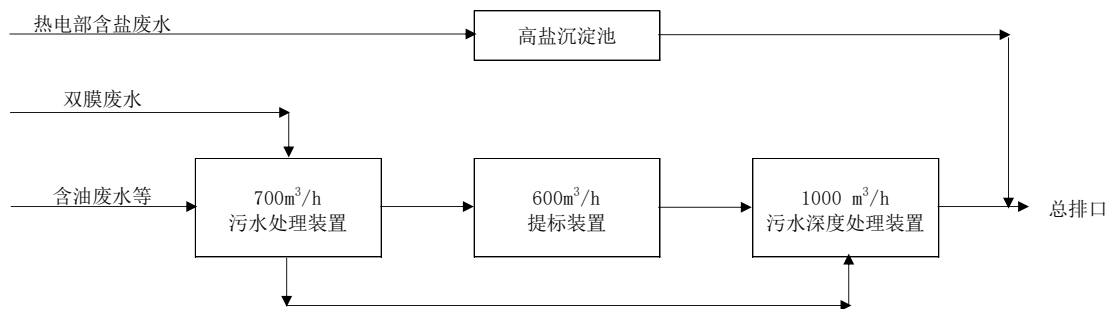 热电部含盐废水
高盐沉淀池
双膜废水
含油废水等
700m³/h
污水处理装置
600m³/h
提标装置
1000 m³/h
污水深度处理装置
总排口